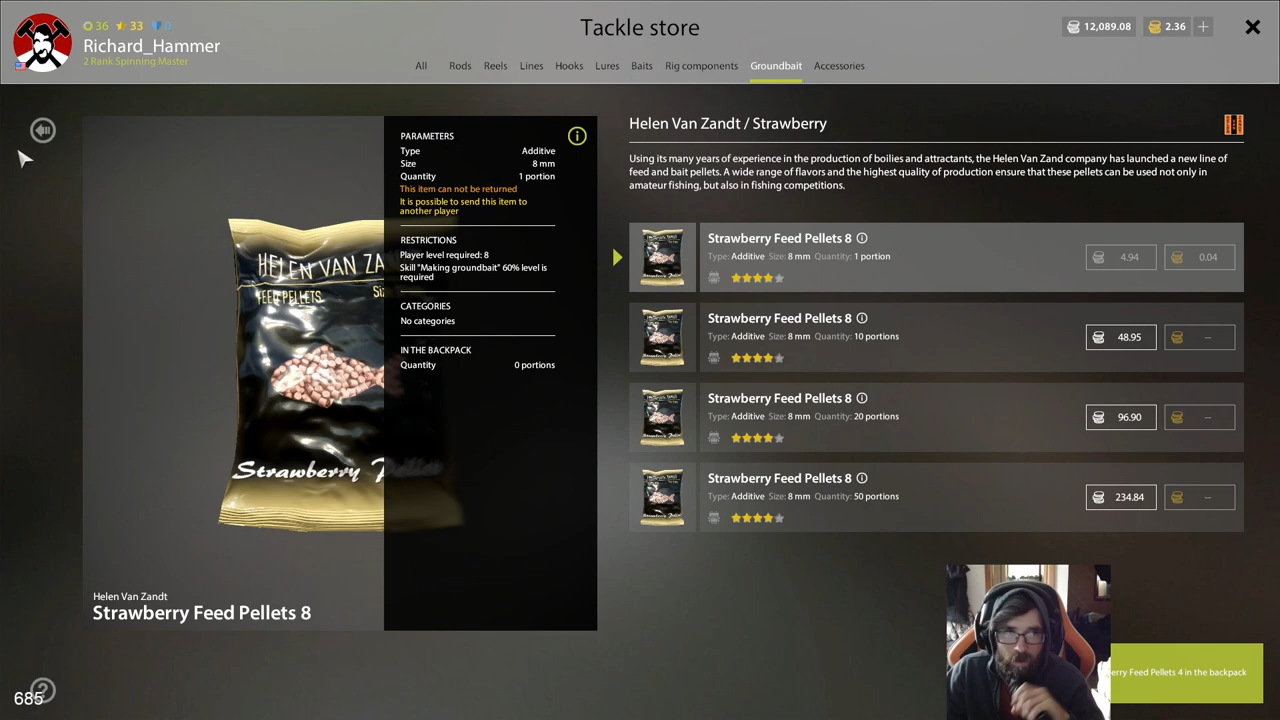 36 33 0
Richard_Hammer
2 Rank Spinning Master
Tackle store
12,089.08 2.36
All Rods Reels Lines Hooks Lures Baits Rig components Groundbait Accessories
PARAMETERS
Type Additive
Size 8 mm
Quantity 1 portion
This item can not be returned
It is possible to send this item to
another player
RESTRICTIONS
Player level required: 8
Skill "Making groundbait" 60% level is
required
CATEGORIES
No categories
IN THE BACKPACK
Quantity 0 portions
HELEN VAN ZA
FEED PELLETS
Strawberry
Helen Van Zandt
Strawberry Feed Pellets 8
Helen Van Zandt / Strawberry
Using its many years of experience in the production of boilies and attractants, the Helen Van Zand company has launched a new line of
feed and bait pellets. A wide range of flavors and the highest quality of production ensure that these pellets can be used not only in
amateur fishing, but also in fishing competitions.
Strawberry Feed Pellets 8
Type: Additive Size: 8 mm Quantity: 1 portion
4.94 0.04
Strawberry Feed Pellets 8
Type: Additive Size: 8 mm Quantity: 10 portions
48.95 --
Strawberry Feed Pellets 8
Type: Additive Size: 8 mm Quantity: 20 portions
96.90 --
Strawberry Feed Pellets 8
Type: Additive Size: 8 mm Quantity: 50 portions
234.84 --
erry Feed Pellets 4 in the backpack
685